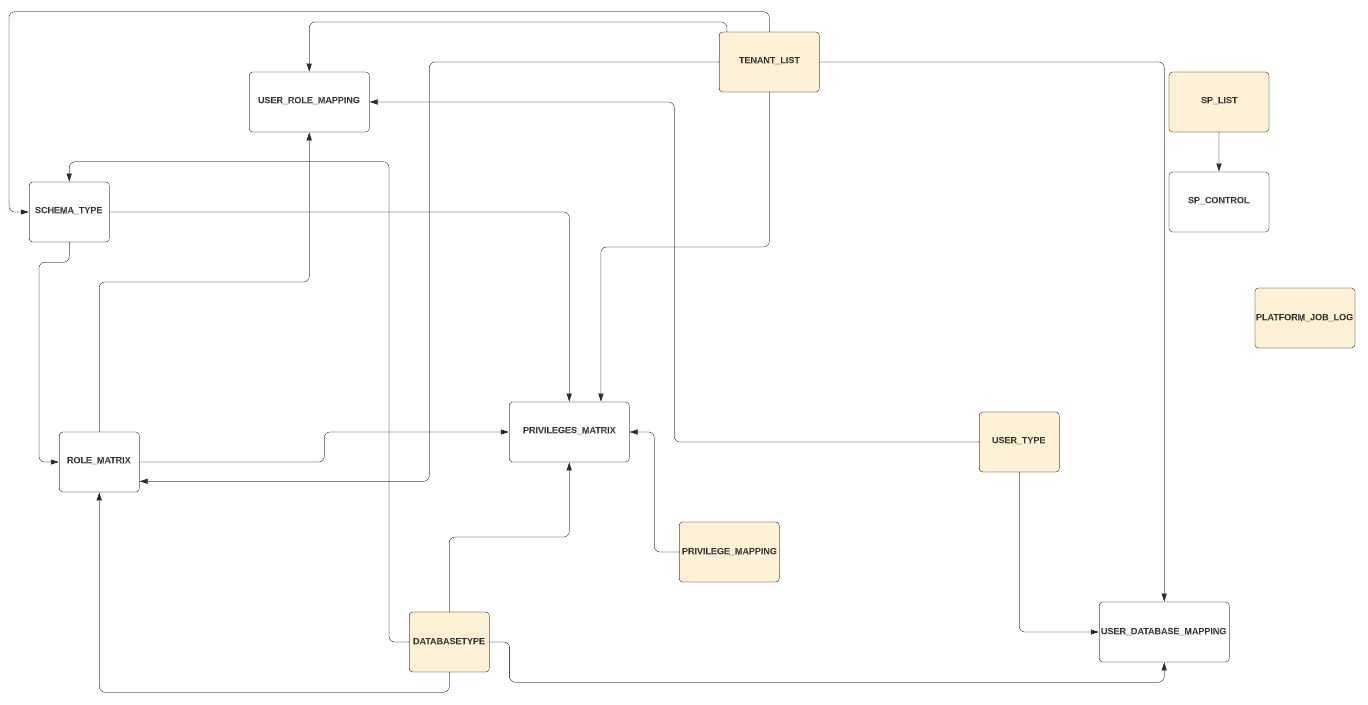 TENANT_LIST
USER_ROLE_MAPPING
SP_LIST
SCHEMA_TYPE
SP_CONTROL
PLATFORM_JOB_LOG
PRIVILEGES_MATRIX
USER_TYPE
ROLE_MATRIX
PRIVILEGE_MAPPING
USER_DATABASE_MAPPING
DATABASETYPE